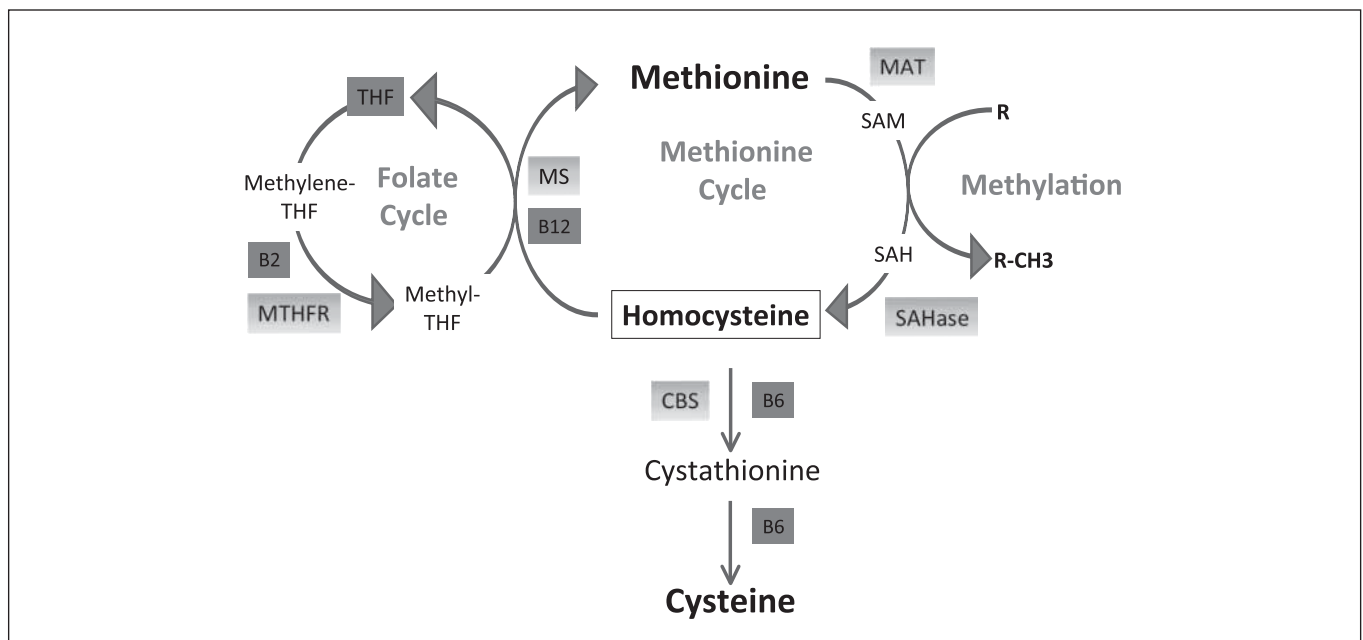 Methionine
MAT
THF
SAM
R
Methionine
Cycle
Methylene-
THF
Folate
Cycle
MS
Methylation
B12
B2
SAH
R-CH3
MTHFR
Methyl-
THF
Homocysteine
SAHase
CBS
B6
Cystathionine
B6
Cysteine